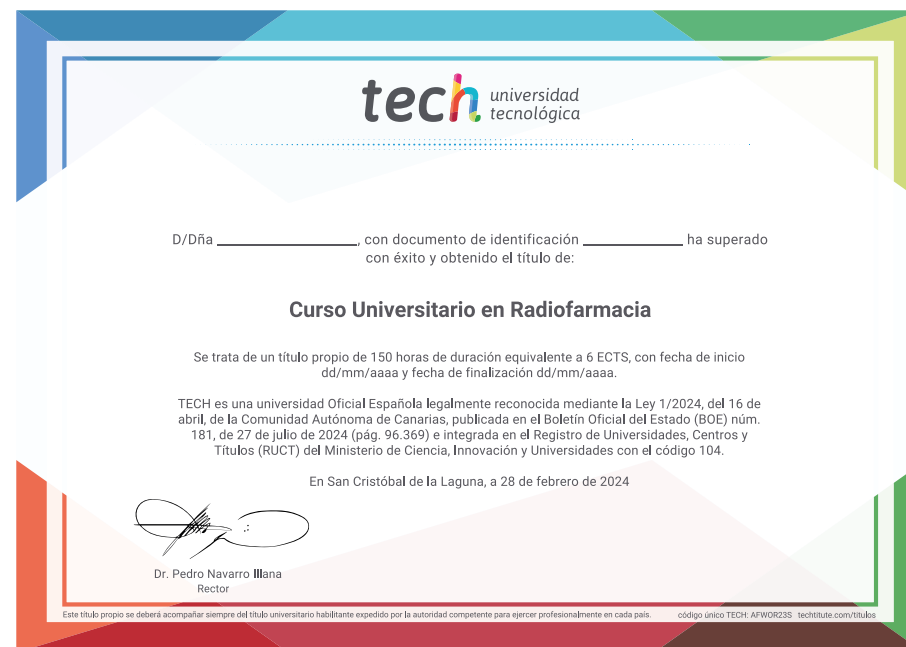 tech universidad
tecnológica
D/Dña ____________________, con documento de identificación ______________ ha superado
con éxito y obtenido el título de:
Curso Universitario en Radiofarmacia
Se trata de un título propio de 150 horas de duración equivalente a 6 ECTS, con fecha de inicio
dd/mm/aaaa y fecha de finalización dd/mm/aaaa.
TECH es una universidad Oficial Española legalmente reconocida mediante la Ley 1/2024, del 16 de
abril, de la Comunidad Autónoma de Canarias, publicada en el Boletín Oficial del Estado (BOE) núm.
181, de 27 de julio de 2024 (pág. 96.369) e integrada en el Registro de Universidades, Centros y
Títulos (RUCT) del Ministerio de Ciencia, Innovación y Universidades con el código 104.
En San Cristóbal de la Laguna, a 28 de febrero de 2024
Dr. Pedro Navarro Illana
Rector
Este título propio se deberá acompañar siempre del título universitario habilitante expedido por la autoridad competente para ejercer profesionalmente en cada país. código único TECH: AFWOR23S techtitute.com/titulos